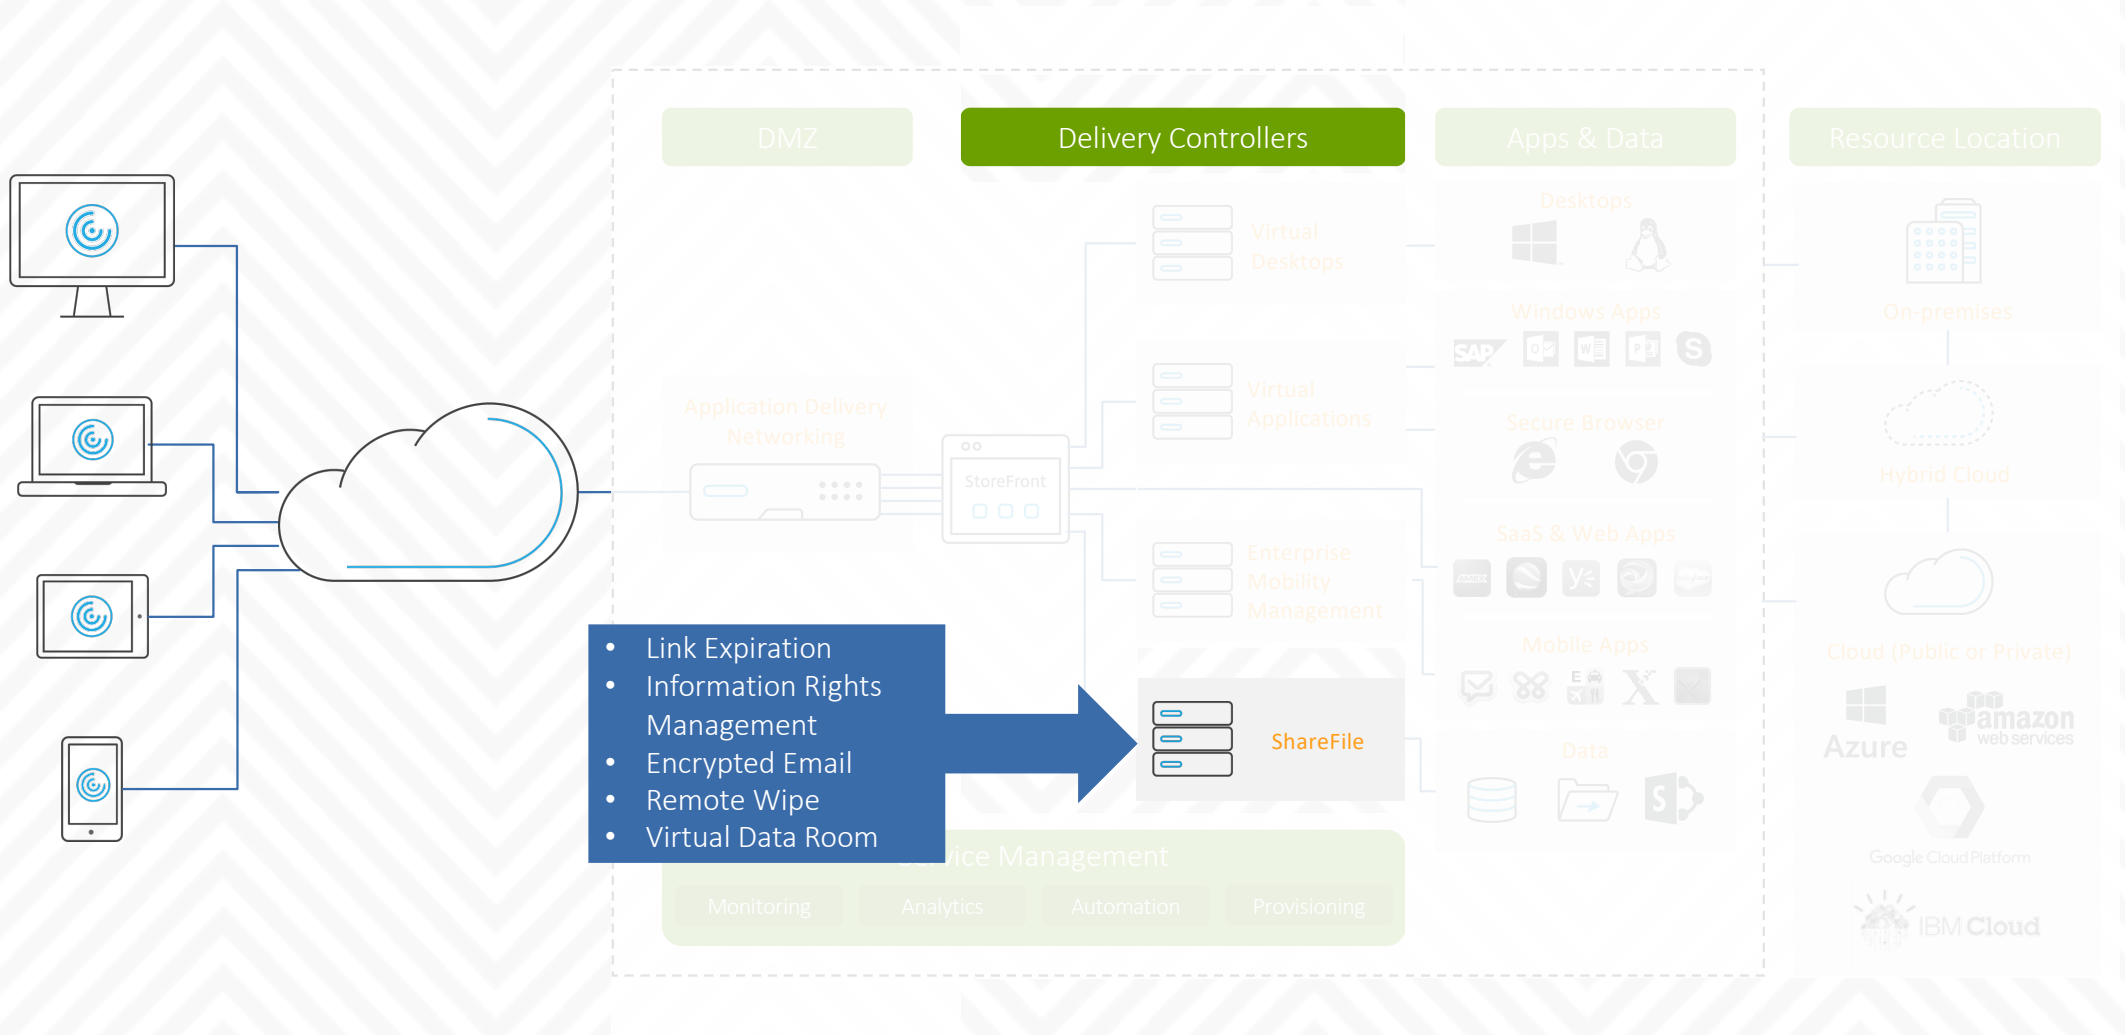 DMZ
Delivery Controllers
Apps & Data
Resource Location
Desktops
Virtual
Desktops
Windows Apps
SAP
On-premises
Application Delivery
Networking
Virtual
Applications
Secure Browser
StoreFront
Hybrid Cloud
Enterprise
Mobility
Management
SaaS & Web Apps
• Link Expiration
• Information Rights
Management
• Encrypted Email
• Remote Wipe
• Virtual Data Room
ShareFile
Mobile Apps
Cloud (Public or Private)
Azure
amazon
web services
Data
Google Cloud Platform
IBM Cloud
vice Management
Monitoring
Analytics
Automation
Provisioning